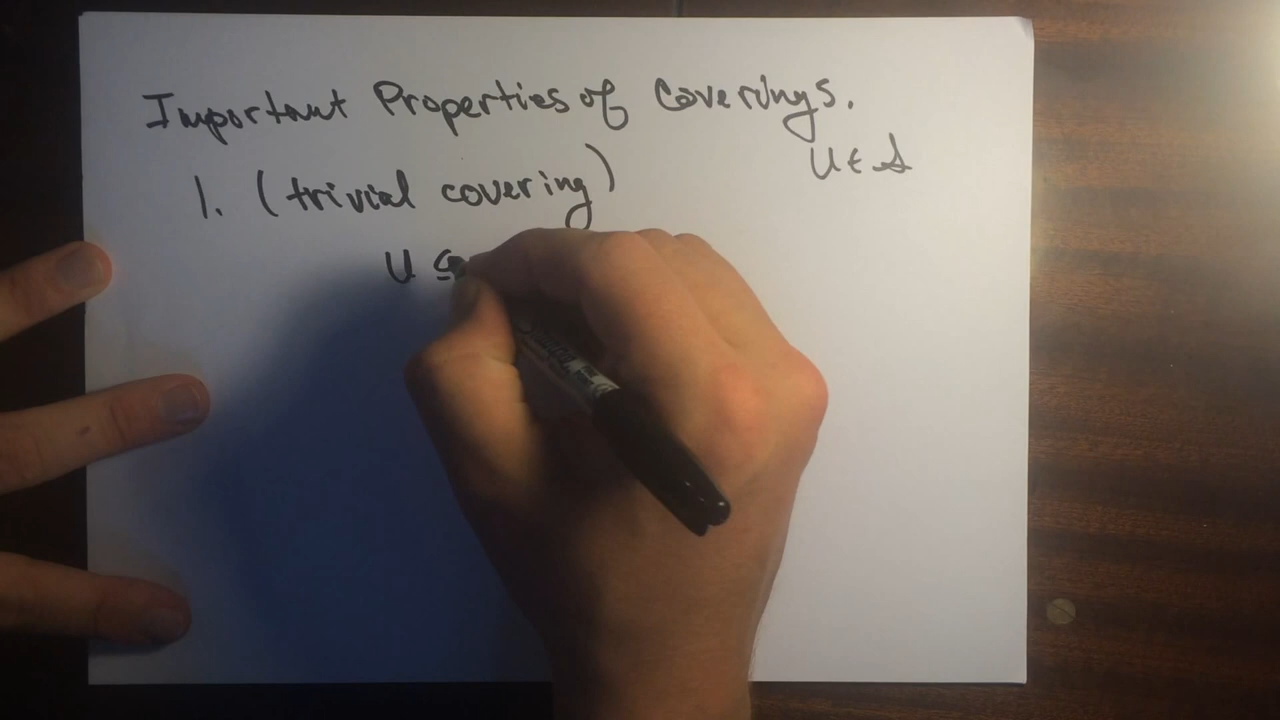 Important Properties of Coverings.
U ∈ 𝒮
1. (trivial covering)
U ⊆